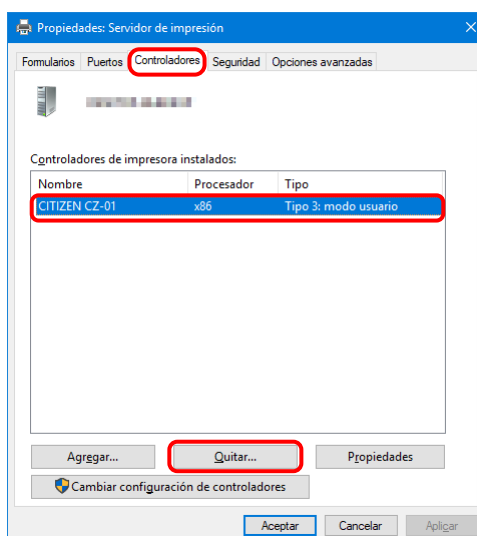 Propiedades: Servidor de impresión
Formularios Puertos Controladores Seguridad Opciones avanzadas
Controladores de impresora instalados:
Nombre Procesador Tipo
CITIZEN CZ-01 x86 Tipo 3: modo usuario
Agregar... Quitar... Propiedades
Cambiar configuración de controladores
Aceptar Cancelar Aplicar